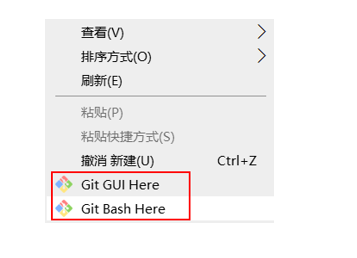 查看(V)
排序方式(O)
刷新(E)
粘贴(P)
粘贴快捷方式(S)
撤消 新建(U) Ctrl+Z
Git GUI Here
Git Bash Here